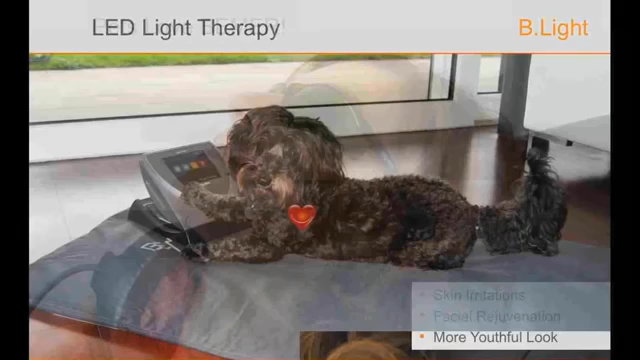 LED Light Therapy
B.Light
• Skin Irritations
• Facial Rejuvenation
• More Youthful Look